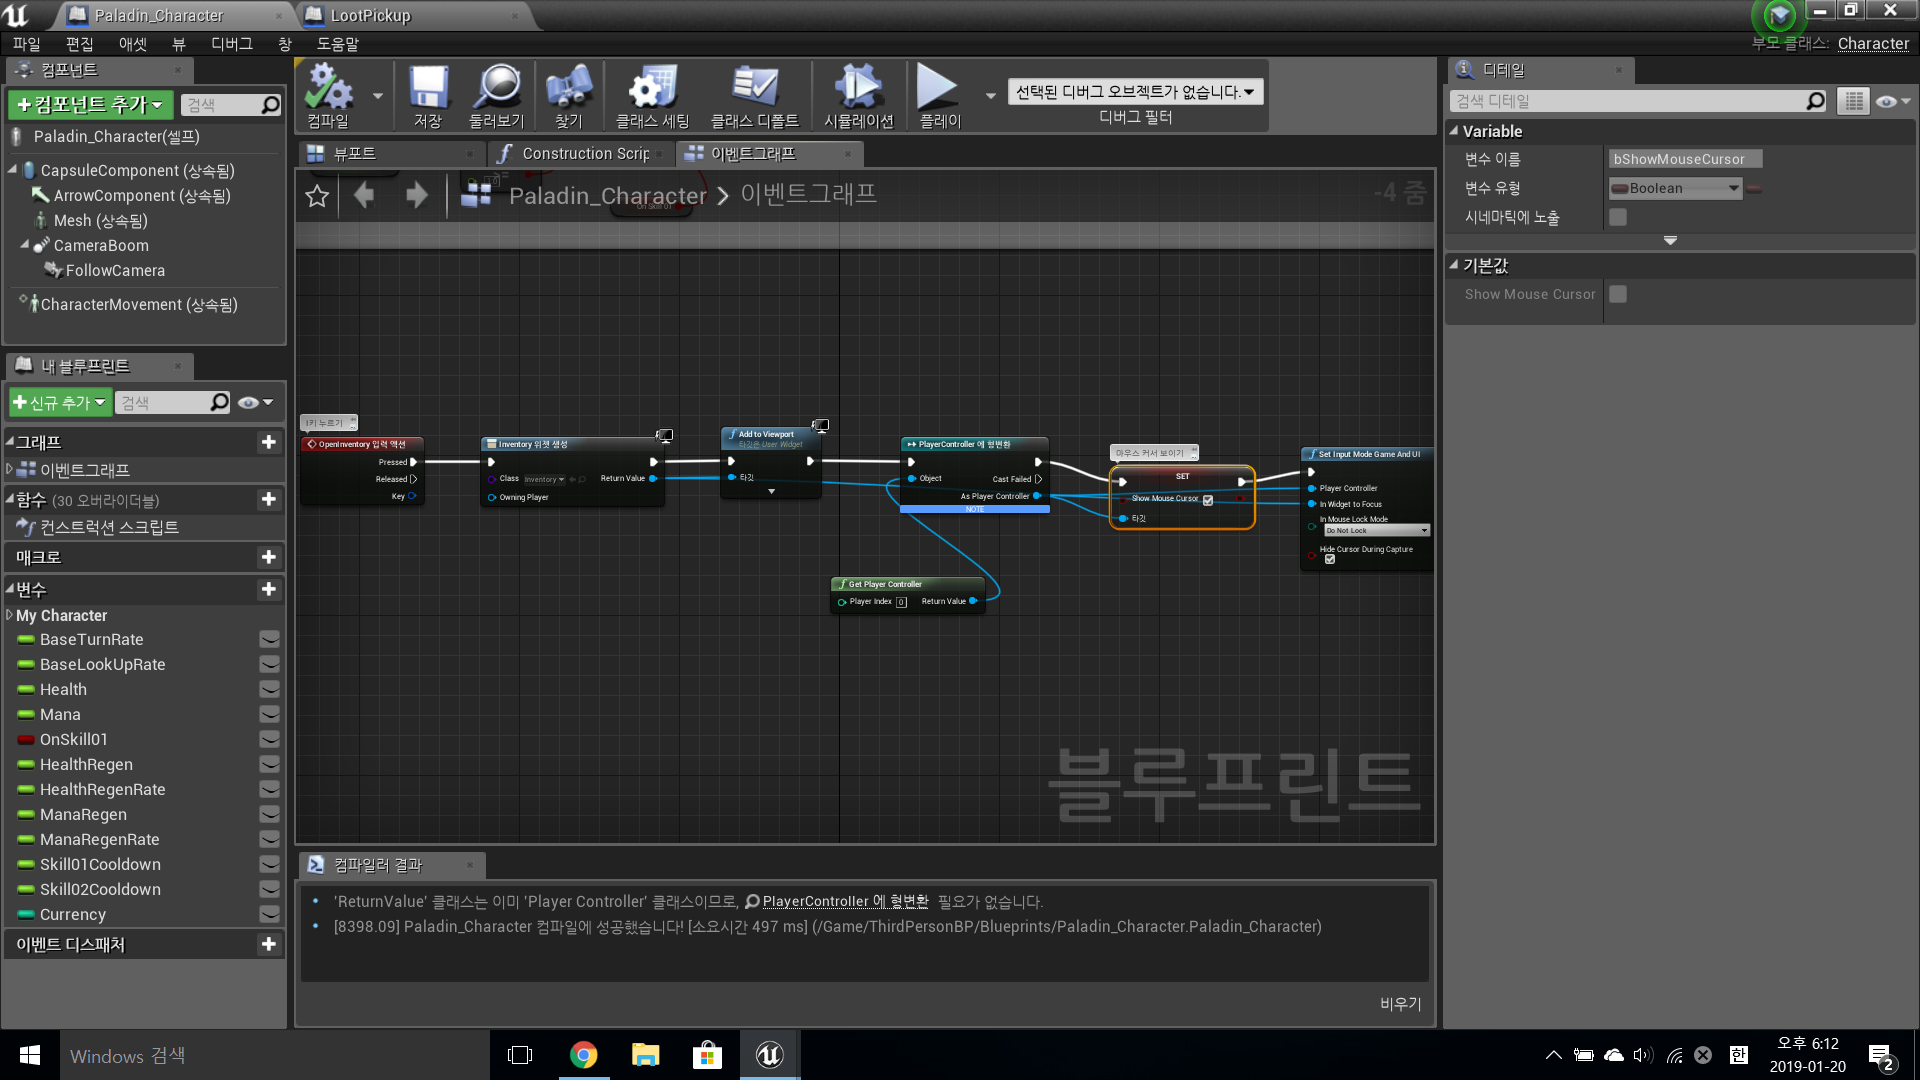 Paladin_Character
LootPickup
파일 편집 애셋 뷰 디버그 창 도움말
부모 클래스: Character
컴포넌트
+컴포넌트 추가
검색
Paladin_Character(셀프)
CapsuleComponent (상속됨)
ArrowComponent (상속됨)
Mesh (상속됨)
CameraBoom
FollowCamera
CharacterMovement (상속됨)
내 블루프린트
+신규 추가
검색
그래프
이벤트그래프
함수 (30 오버라이더블)
컨스트럭션 스크립트
매크로
변수
My Character
BaseTurnRate
BaseLookUpRate
Health
Mana
OnSkill01
HealthRegen
HealthRegenRate
ManaRegen
ManaRegenRate
Skill01Cooldown
Skill02Cooldown
Currency
이벤트 디스패처
컴파일
저장
둘러보기
찾기
클래스 세팅
클래스 디폴트
시뮬레이션
플레이
선택된 디버그 오브젝트가 없습니다.
디버그 필터
뷰포트
Construction Scrip
이벤트그래프
Paladin_Character > 이벤트그래프
-4 줌
On Skill 01
I키 누르기
OpenInventory 입력 액션
Pressed
Released
Key
Inventory 위젯 생성
Class Inventory
Return Value
Owning Player
Add to Viewport
타깃은 User Widget
타깃
PlayerController 에 형변환
Object
Cast Failed
As Player Controller
NOTE
Get Player Controller
Player Index 0
Return Value
마우스 커서 보이기
SET
Show Mouse Cursor
타깃
Set Input Mode Game And UI
Player Controller
In Widget to Focus
In Mouse Lock Mode
Do Not Lock
Hide Cursor During Capture
블루프린트
컴파일러 결과
'ReturnValue' 클래스는 이미 'Player Controller' 클래스이므로, PlayerController 에 형변환 필요가 없습니다.
[8398.09] Paladin_Character 컴파일에 성공했습니다! [소요시간 497 ms] (/Game/ThirdPersonBP/Blueprints/Paladin_Character.Paladin_Character)
비우기
디테일
검색 디테일
Variable
변수 이름
bShowMouseCursor
변수 유형
Boolean
시네마틱에 노출
기본값
Show Mouse Cursor
Windows 검색
한
오후 6:12
2019-01-20
2